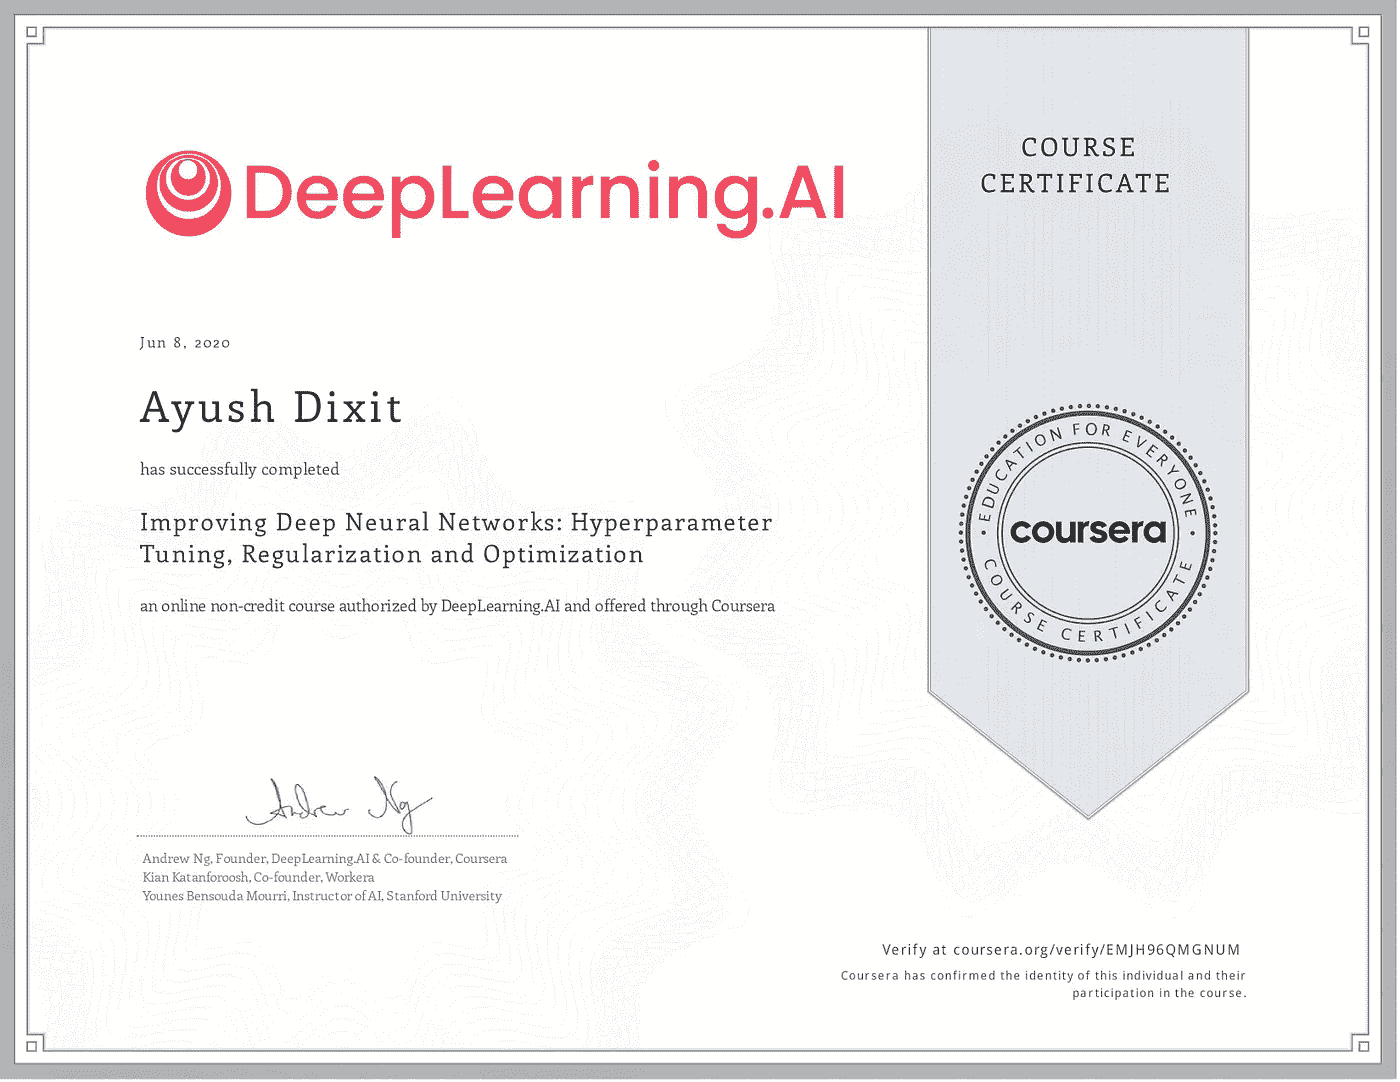 DeepLearning.AI
COURSE
CERTIFICATE
Jun 8, 2020
Ayush Dixit
has successfully completed
Improving Deep Neural Networks: Hyperparameter
Tuning, Regularization and Optimization
an online non-credit course authorized by DeepLearning.AI and offered through Coursera
EDUCATION FOR EVERYONE
coursera
COURSE CERTIFICATE
Andrew Ng
Andrew Ng, Founder, DeepLearning.AI & Co-founder, Coursera
Kian Katanforoosh, Co-founder, Workera
Younes Bensouda Mourri, Instructor of AI, Stanford University
Verify at coursera.org/verify/EMJH96QMGNUM
Coursera has confirmed the identity of this individual and their
participation in the course.